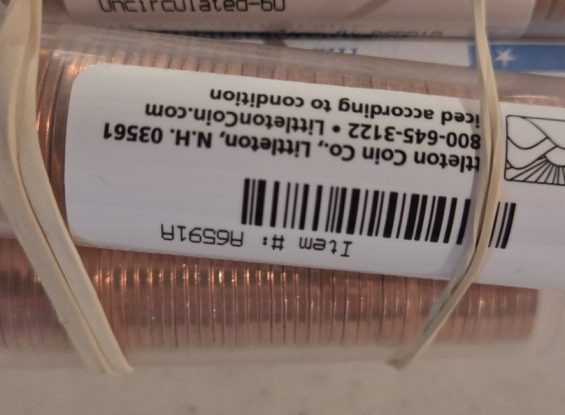 Uncirculated-60
Item #: A6591A
ttleton Coin Co., Littleton, N.H. 03561
800-645-3122 • LittletonCoin.com
iced according to condition